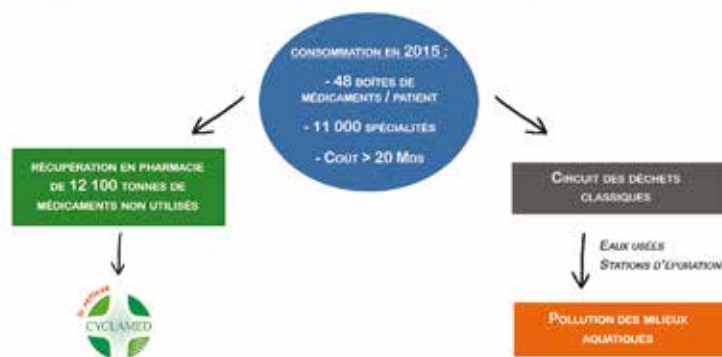 CONSOMMATION EN 2015 :
- 48 BOÎTES DE
MÉDICAMENTS / PATIENT
- 11 000 SPÉCIALITÉS
- COÛT > 20 MDS
RÉCUPÉRATION EN PHARMACIE
DE 12 100 TONNES DE
MÉDICAMENTS NON UTILISÉS
CIRCUIT DES DÉCHETS
CLASSIQUES
EAUX USÉES
STATIONS D'ÉPURATION
CYCLAMED
POLLUTION DES MILIEUX
AQUATIQUES